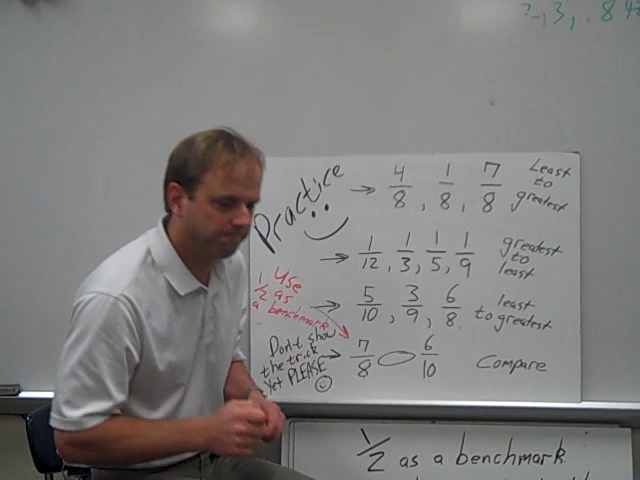 Practice
→ 4/8, 1/8, 7/8 Least to greatest
→ 1/12, 1/3, 1/5, 1/9 greatest to least
Use
1/2 as
a benchmark
→ 5/10, 3/9, 6/8. least to greatest
Don't show
the trick
Yet PLEASE
→ 7/8 6/10 Compare
1/2 as a benchmark